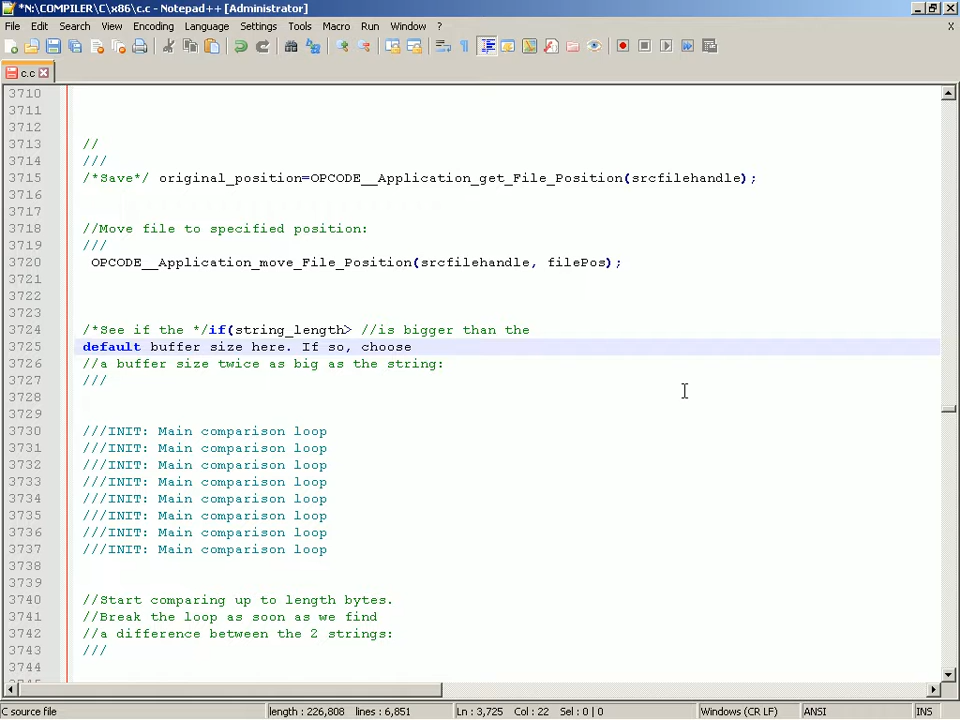 *N:\COMPILER\C\x86\c.c - Notepad++ [Administrator]
File Edit Search View Encoding Language Settings Tools Macro Run Window ? X
c.c
3710
3711
3712
3713 //
3714 ///
3715 /*Save*/ original_position=OPCODE__Application_get_File_Position(srcfilehandle);
3716
3717
3718 //Move file to specified position:
3719 ///
3720 OPCODE__Application_move_File_Position(srcfilehandle, filePos);
3721
3722
3723
3724 /*See if the */if(string_length> //is bigger than the
3725 default buffer size here. If so, choose
3726 //a buffer size twice as big as the string:
3727 ///
3728
3729
3730 ///INIT: Main comparison loop
3731 ///INIT: Main comparison loop
3732 ///INIT: Main comparison loop
3733 ///INIT: Main comparison loop
3734 ///INIT: Main comparison loop
3735 ///INIT: Main comparison loop
3736 ///INIT: Main comparison loop
3737 ///INIT: Main comparison loop
3738
3739
3740 //Start comparing up to length bytes.
3741 //Break the loop as soon as we find
3742 //a difference between the 2 strings:
3743 ///
3744
C source file length : 226,808 lines : 6,851 Ln : 3,725 Col : 22 Sel : 0 | 0 Windows (CR LF) ANSI INS